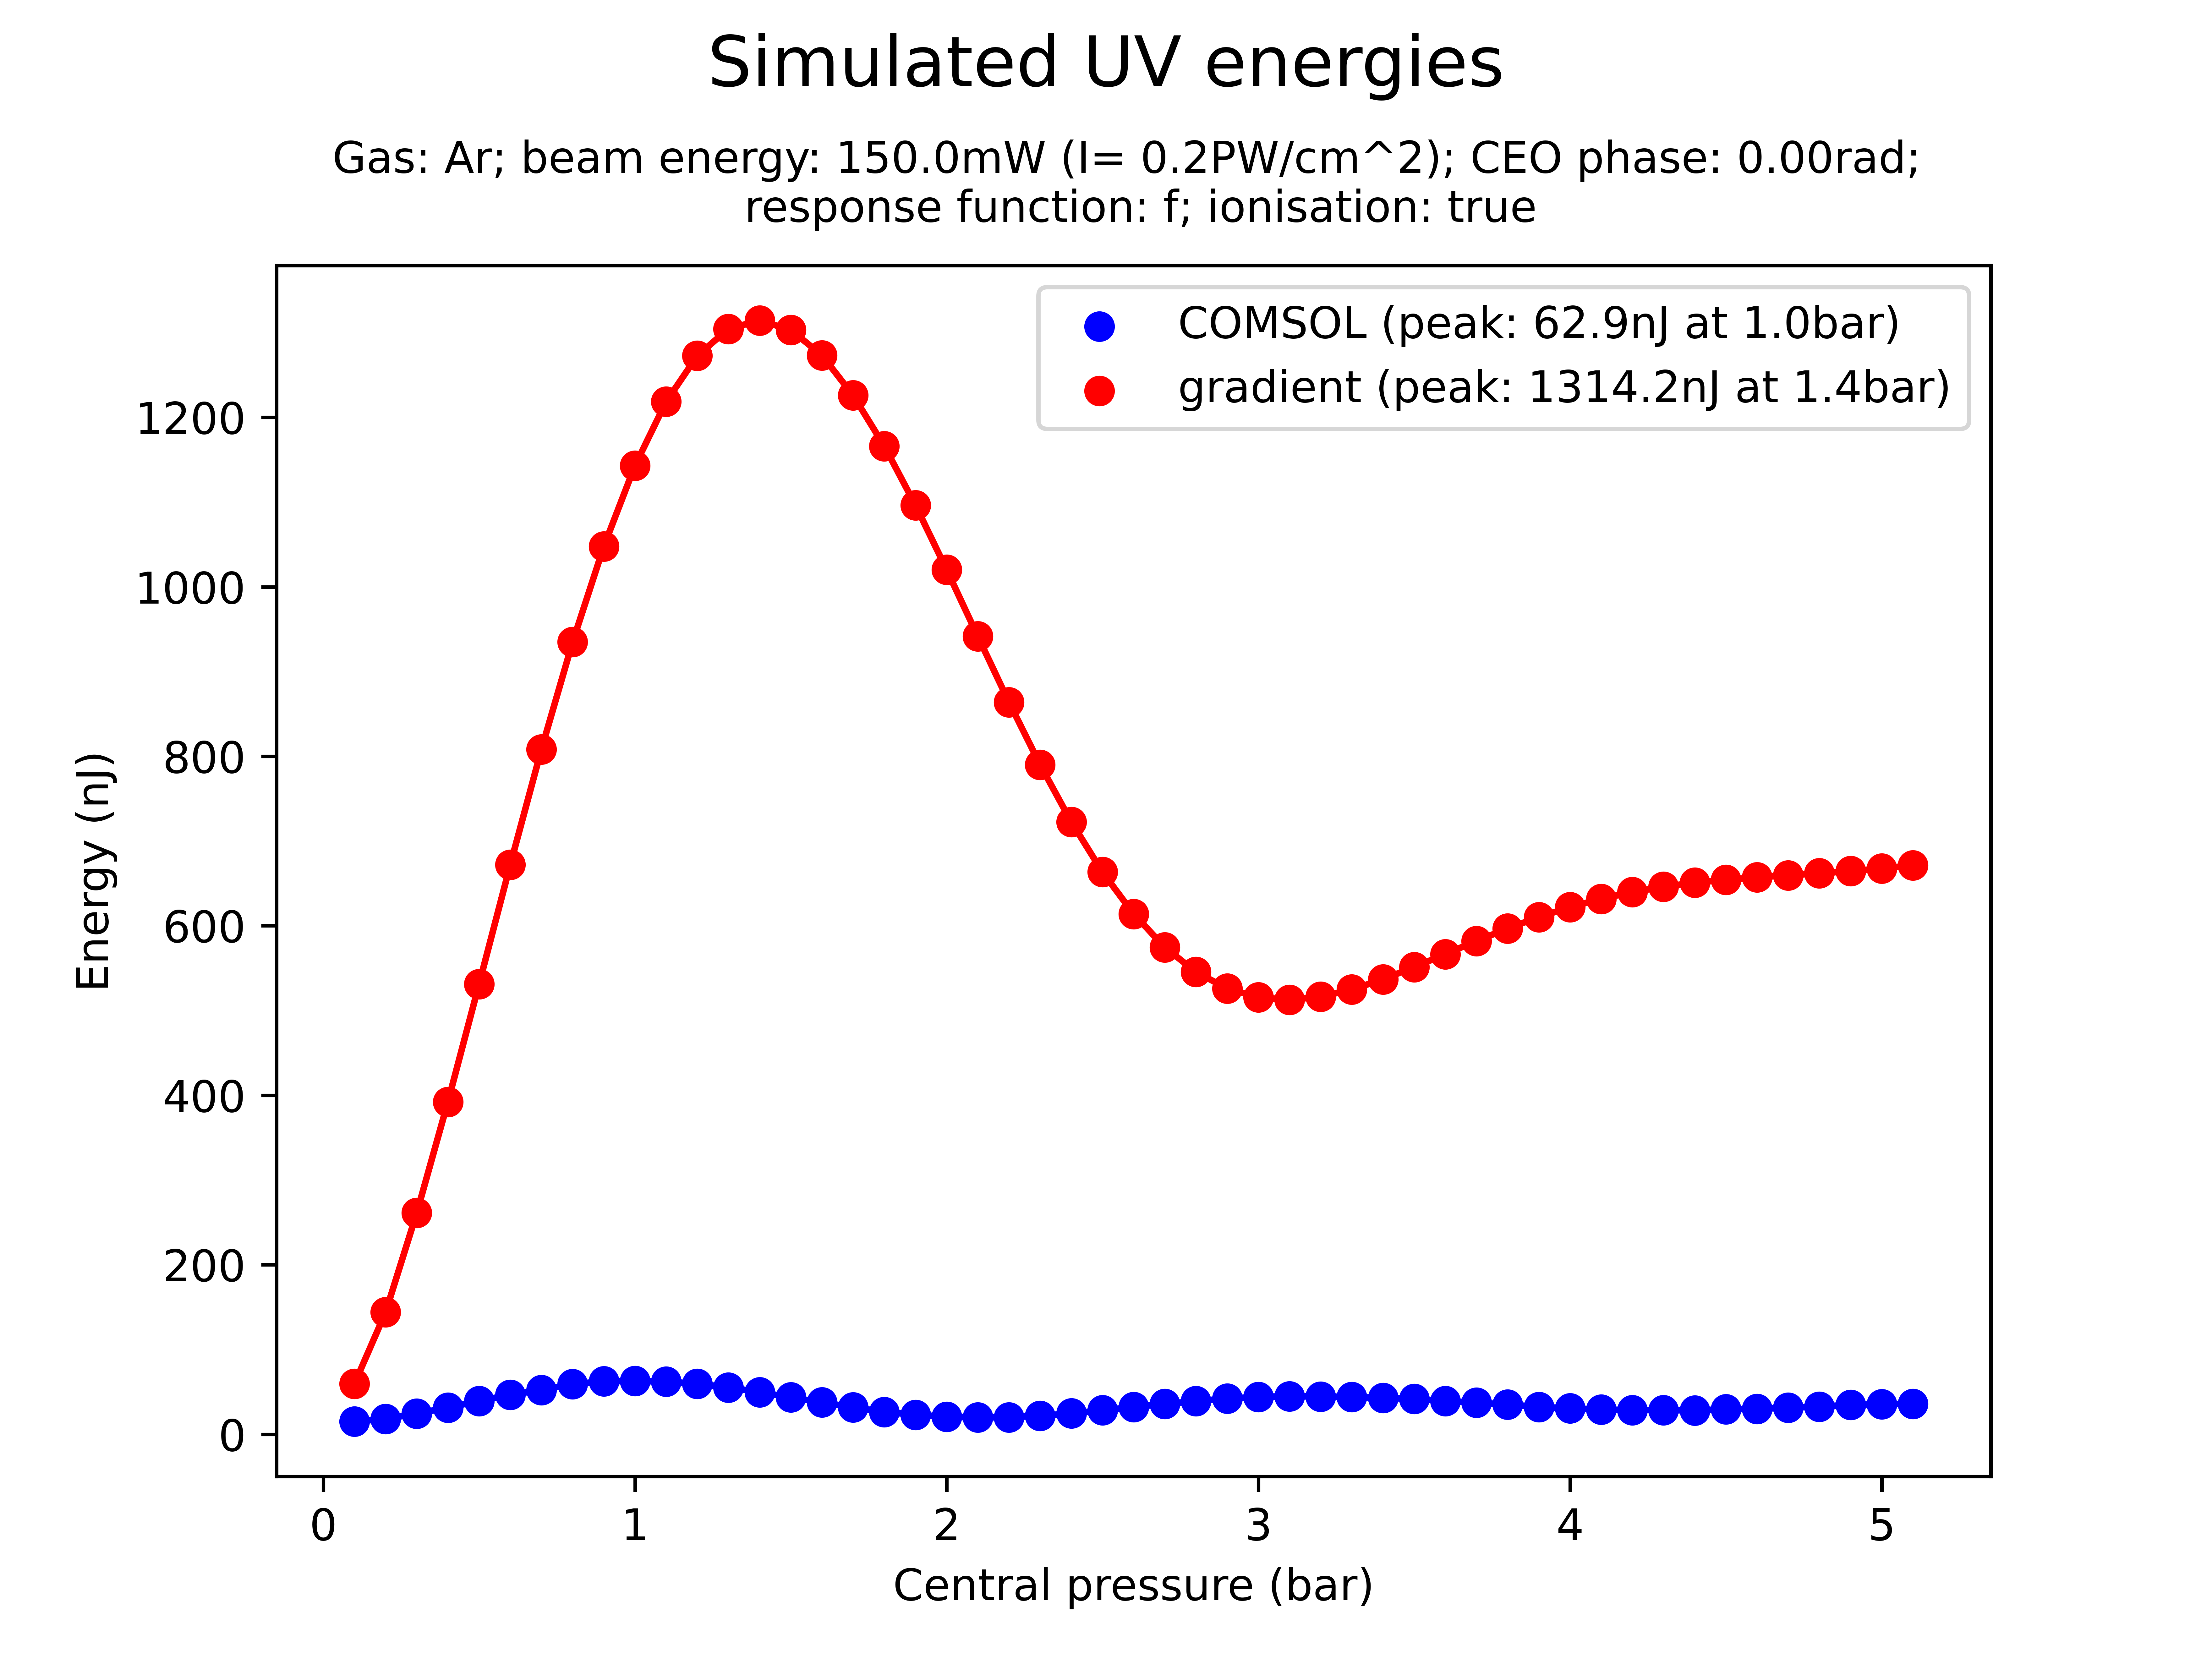 Simulated UV energies
Gas: Ar; beam energy: 150.0mW (I= 0.2PW/cm^2); CEO phase: 0.00rad;
response function: f; ionisation: true
COMSOL (peak: 62.9nJ at 1.0bar)
gradient (peak: 1314.2nJ at 1.4bar)
1200
1000
800
600
400
200
0
Energy (nJ)
0 1 2 3 4 5
Central pressure (bar)